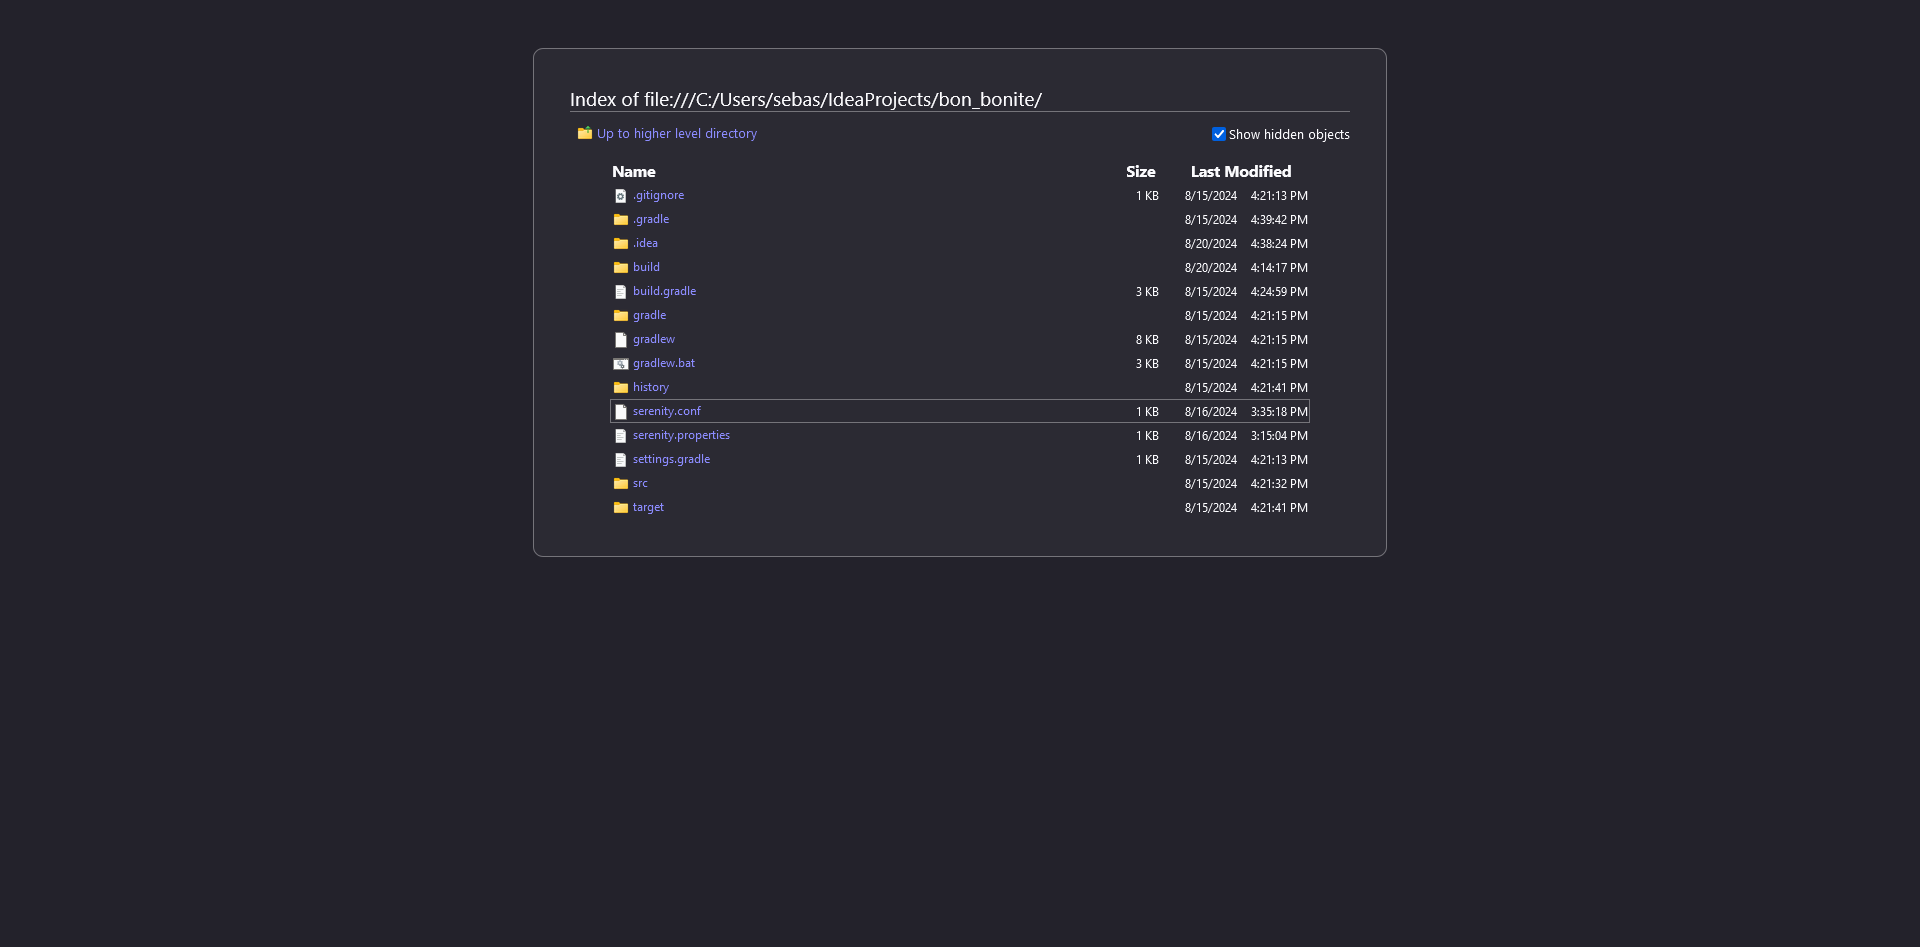 Index of file:///C:/Users/sebas/IdeaProjects/bon_bonite/
Up to higher level directory Show hidden objects
Name Size Last Modified
.gitignore 1 KB 8/15/2024 4:21:13 PM
.gradle 8/15/2024 4:39:42 PM
.idea 8/20/2024 4:38:24 PM
build 8/20/2024 4:14:17 PM
build.gradle 3 KB 8/15/2024 4:24:59 PM
gradle 8/15/2024 4:21:15 PM
gradlew 8 KB 8/15/2024 4:21:15 PM
gradlew.bat 3 KB 8/15/2024 4:21:15 PM
history 8/15/2024 4:21:41 PM
serenity.conf 1 KB 8/16/2024 3:35:18 PM
serenity.properties 1 KB 8/16/2024 3:15:04 PM
settings.gradle 1 KB 8/15/2024 4:21:13 PM
src 8/15/2024 4:21:32 PM
target 8/15/2024 4:21:41 PM